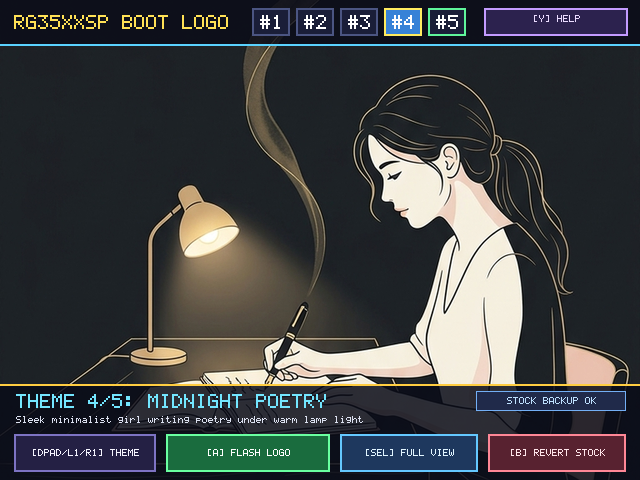 RG35XXSP BOOT LOGO #1 #2 #3 #4 #5 [Y] HELP
THEME 4/5: MIDNIGHT POETRY
STOCK BACKUP OK
Sleek minimalist girl writing poetry under warm lamp light
[DPAD/L1/R1] THEME [A] FLASH LOGO [SEL] FULL VIEW [B] REVERT STOCK